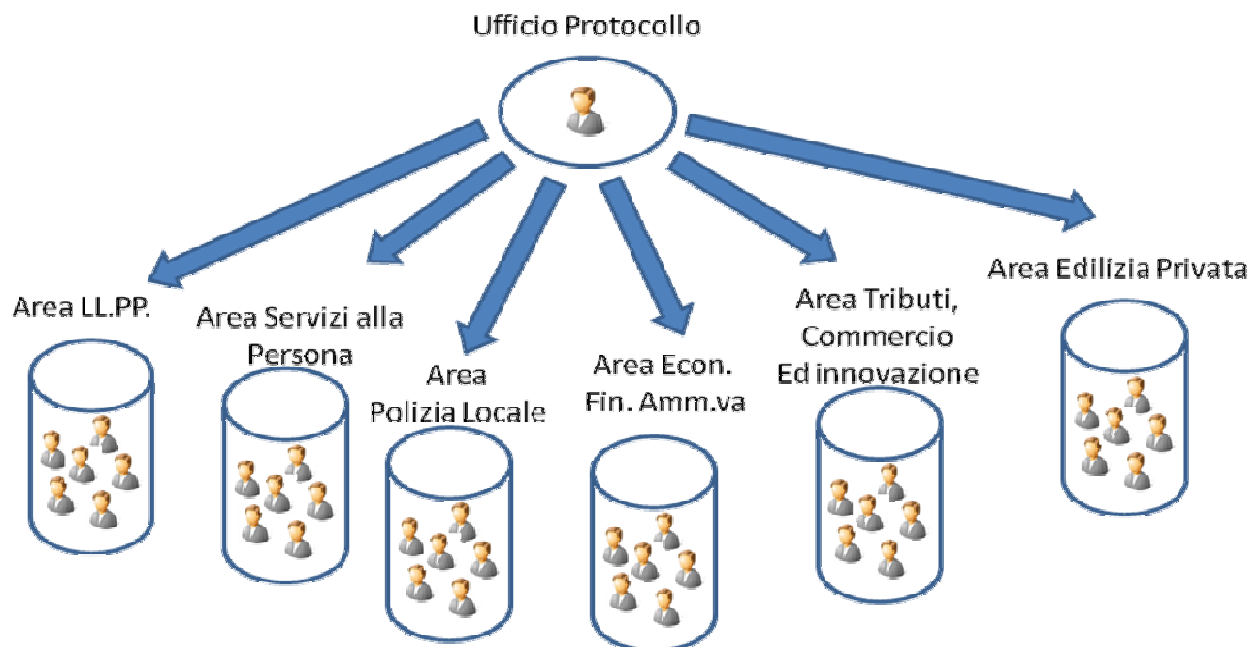 Ufficio Protocollo
Area LL.PP.
Area Servizi alla
Persona
Area
Polizia Locale
Area Econ.
Fin. Amm.va
Area Tributi,
Commercio
Ed innovazione
Area Edilizia Privata